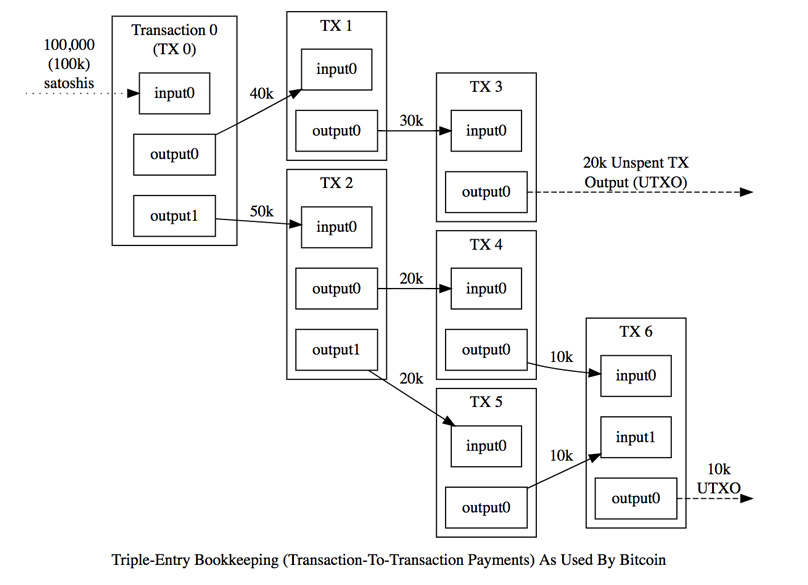 100,000
(100k)
satoshis
Transaction 0
(TX 0)
input0
output0
output1
40k
50k
TX 1
input0
output0
30k
TX 2
input0
output0
output1
20k
20k
TX 3
input0
output0
20k Unspent TX
Output (UTXO)
TX 4
input0
output0
10k
TX 5
input0
output0
10k
TX 6
input0
input1
output0
10k
UTXO
Triple-Entry Bookkeeping (Transaction-To-Transaction Payments) As Used By Bitcoin